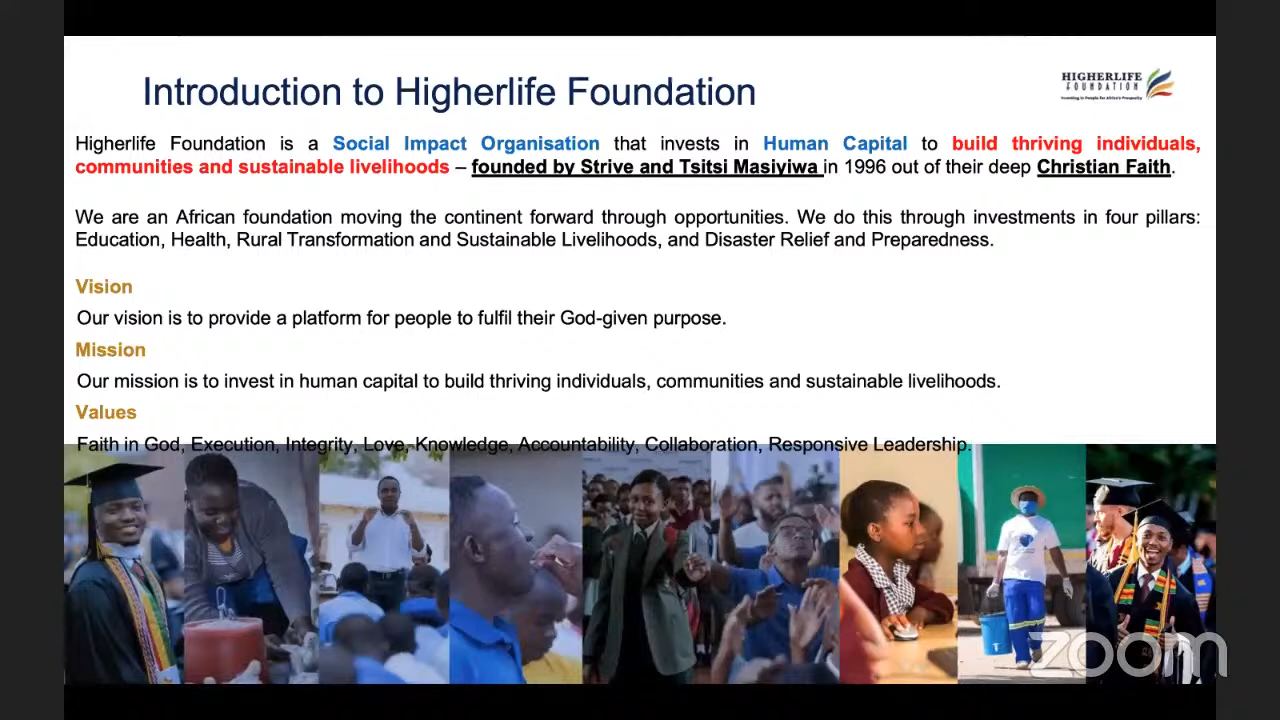 Introduction to Higherlife Foundation
HIGHERLIFE
FOUNDATION
Investing in People for Africa's Prosperity
Higherlife Foundation is a Social Impact Organisation that invests in Human Capital to build thriving individuals,
communities and sustainable livelihoods – founded by Strive and Tsitsi Masiyiwa in 1996 out of their deep Christian Faith.
We are an African foundation moving the continent forward through opportunities. We do this through investments in four pillars:
Education, Health, Rural Transformation and Sustainable Livelihoods, and Disaster Relief and Preparedness.
Vision
Our vision is to provide a platform for people to fulfil their God-given purpose.
Mission
Our mission is to invest in human capital to build thriving individuals, communities and sustainable livelihoods.
Values
Faith in God, Execution, Integrity, Love, Knowledge, Accountability, Collaboration, Responsive Leadership.
zoom